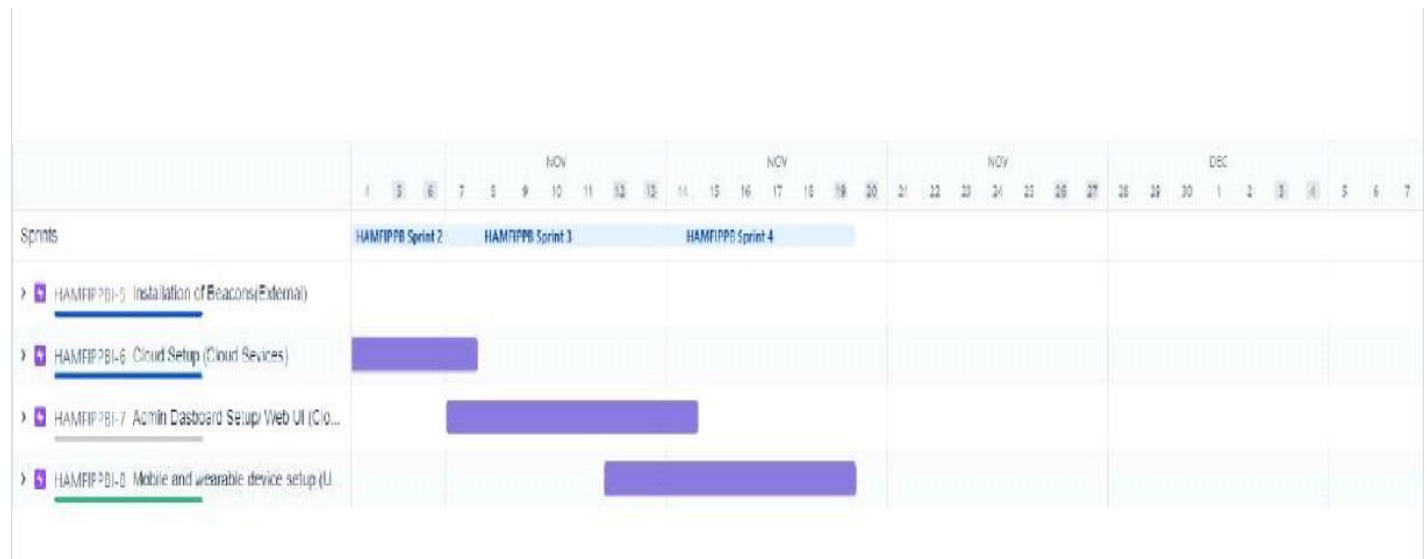 NOV NOV NOV DEC
4 5 6 7 8 9 10 11 12 13 14 15 16 17 18 19 20 21 22 23 24 25 26 27 28 29 30 1 2 3 4 5 6 7
Sprints HAMFIPPB Sprint 2 HAMFIPPB Sprint 3 HAMFIPPB Sprint 4
HAMFIPPBI-5 Installation of Beacons(External)
HAMFIPPBI-6 Cloud Setup (Cloud Sevices)
HAMFIPPBI-7 Admin Dasboard Setup/ Web UI (Clo...
HAMFIPPBI-8 Mobile and wearable device setup (U...